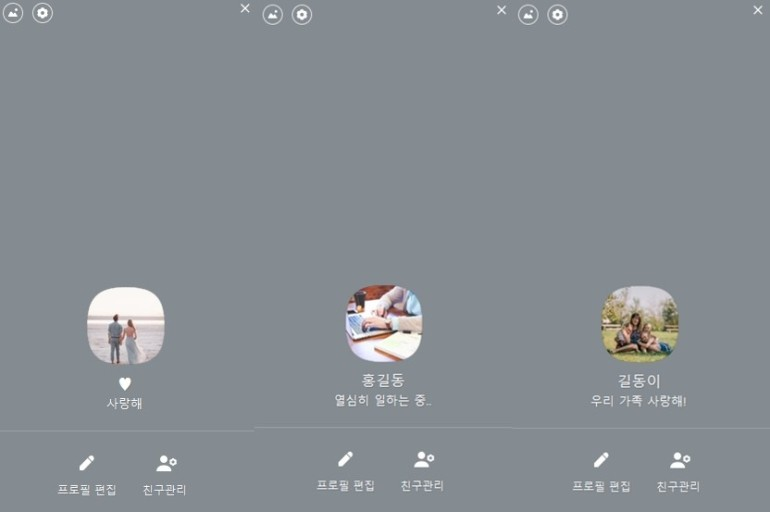 ♥
사랑해
프로필 편집 친구관리
홍길동
열심히 일하는 중..
프로필 편집 친구관리
길동이
우리 가족 사랑해!
프로필 편집 친구관리